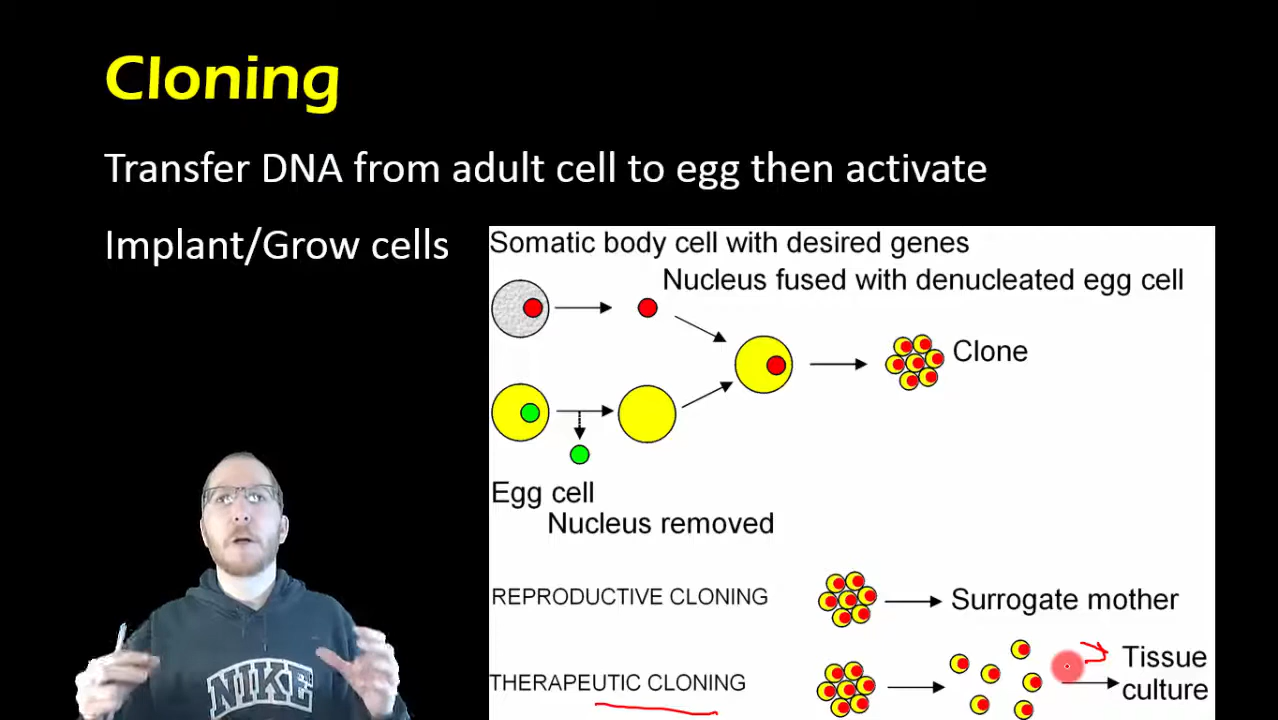 Cloning
Transfer DNA from adult cell to egg then activate
Implant/Grow cells
Somatic body cell with desired genes
Nucleus fused with denucleated egg cell
Clone
Egg cell
Nucleus removed
REPRODUCTIVE CLONING
Surrogate mother
THERAPEUTIC CLONING
Tissue
culture
NIKE